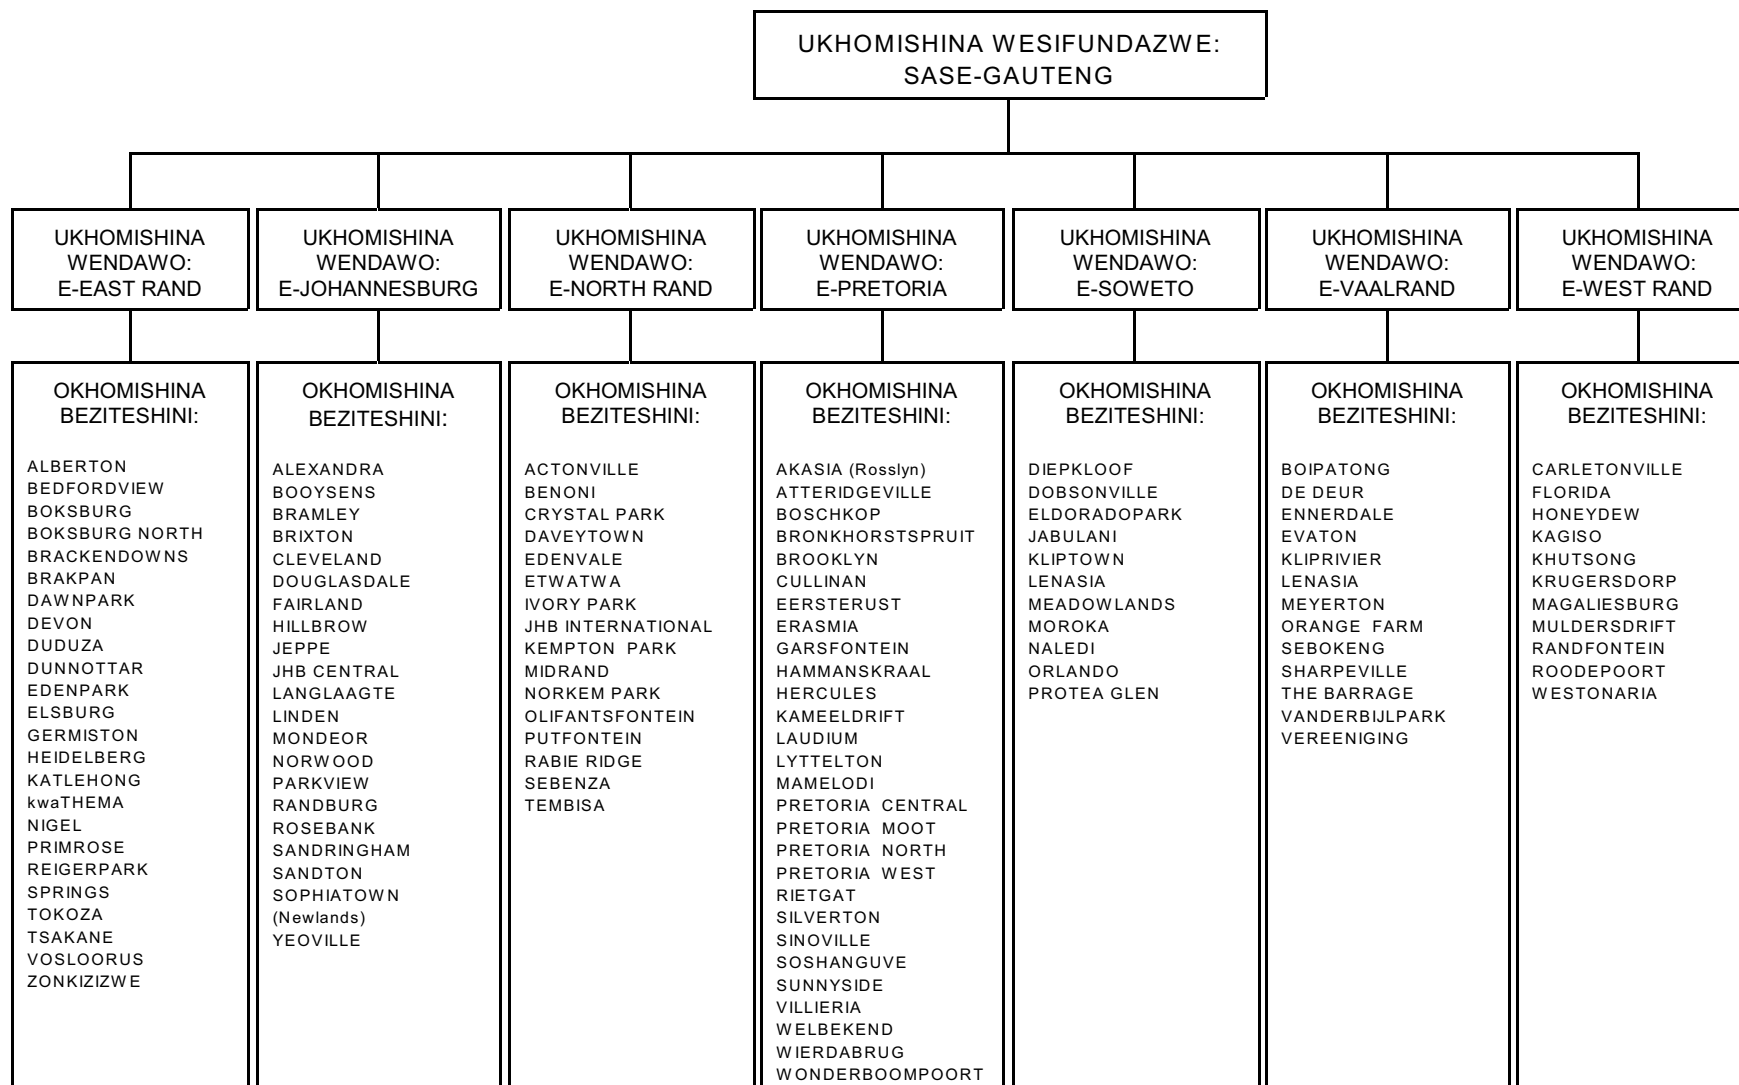 UKHOMISHINA WESIFUNDAZWE:
SASE-GAUTENG
UKHOMISHINA
WENDAWO:
E-EAST RAND
UKHOMISHINA
WENDAWO:
E-JOHANNESBURG
UKHOMISHINA
WENDAWO:
E-NORTH RAND
UKHOMISHINA
WENDAWO:
E-PRETORIA
UKHOMISHINA
WENDAWO:
E-SOWETO
UKHOMISHINA
WENDAWO:
E-VAALRAND
UKHOMISHINA
WENDAWO:
E-WEST RAND
OKHOMISHINA
BEZITESHINI:
ALBERTON
BEDFORDVIEW
BOKSBURG
BOKSBURG NORTH
BRACKENDOWNS
BRAKPAN
DAWNPARK
DEVON
DUDUZA
DUNNOTTAR
EDENPARK
ELSBURG
GERMISTON
HEIDELBERG
KATLEHONG
kwaTHEMA
NIGEL
PRIMROSE
REIGERPARK
SPRINGS
TOKOZA
TSAKANE
VOSLOORUS
ZONKIZIZWE
OKHOMISHINA
BEZITESHINI:
ALEXANDRA
BOOYSENS
BRAMLEY
BRIXTON
CLEVELAND
DOUGLASDALE
FAIRLAND
HILLBROW
JEPPE
JHB CENTRAL
LANGLAAGTE
LINDEN
MONDEOR
NORWOOD
PARKVIEW
RANDBURG
ROSEBANK
SANDRINGHAM
SANDTON
SOPHIATOWN
(Newlands)
YEOVILLE
OKHOMISHINA
BEZITESHINI:
ACTONVILLE
BENONI
CRYSTAL PARK
DAVEYTOWN
EDENVALE
ETWATWA
IVORY PARK
JHB INTERNATIONAL
KEMPTON PARK
MIDRAND
NORKEM PARK
OLIFANTSFONTEIN
PUTFONTEIN
RABIE RIDGE
SEBENZA
TEMBISA
OKHOMISHINA
BEZITESHINI:
AKASIA (Rosslyn)
ATTERIDGEVILLE
BOSCHKOP
BRONKHORSTSPRUIT
BROOKLYN
CULLINAN
EERSTERUST
ERASMIA
GARSFONTEIN
HAMMANSKRAAL
HERCULES
KAMEELDRIFT
LAUDIUM
LYTTELTON
MAMELODI
PRETORIA CENTRAL
PRETORIA MOOT
PRETORIA NORTH
PRETORIA WEST
RIETGAT
SILVERTON
SINOVILLE
SOSHANGUVE
SUNNYSIDE
VILLIERIA
WELBEKEND
WIERDABRUG
WONDERBOOMPOORT
OKHOMISHINA
BEZITESHINI:
DIEPKLOOF
DOBSONVILLE
ELDORADOPARK
JABULANI
KLIPTOWN
LENASIA
MEADOWLANDS
MOROKA
NALEDI
ORLANDO
PROTEA GLEN
OKHOMISHINA
BEZITESHINI:
BOIPATONG
DE DEUR
ENNERDALE
EVATON
KLIPRIVIER
LENASIA
MEYERTON
ORANGE FARM
SEBOKENG
SHARPEVILLE
THE BARRAGE
VANDERBIJLPARK
VEREENIGING
OKHOMISHINA
BEZITESHINI:
CARLETONVILLE
FLORIDA
HONEYDEW
KAGISO
KHUTSONG
KRUGERSDORP
MAGALIESBURG
MULDERSDRIFT
RANDFONTEIN
ROODEPOORT
WESTONARIA